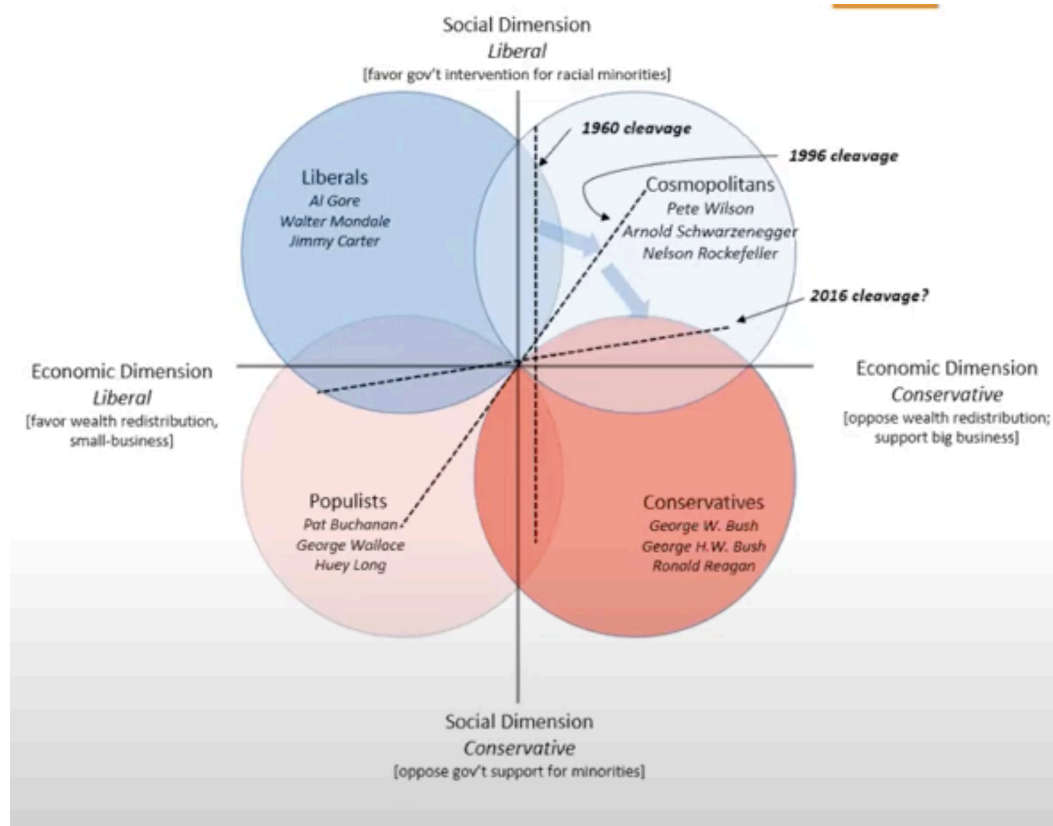 Social Dimension
Liberal
[favor gov't intervention for racial minorities]
1960 cleavage
1996 cleavage
Liberals
Al Gore
Walter Mondale
Jimmy Carter
Cosmopolitans
Pete Wilson
Arnold Schwarzenegger
Nelson Rockefeller
2016 cleavage?
Economic Dimension
Liberal
[favor wealth redistribution,
small-business]
Economic Dimension
Conservative
[oppose wealth redistribution;
support big business]
Populists
Pat Buchanan
George Wallace
Huey Long
Conservatives
George W. Bush
George H.W. Bush
Ronald Reagan
Social Dimension
Conservative
[oppose gov't support for minorities]